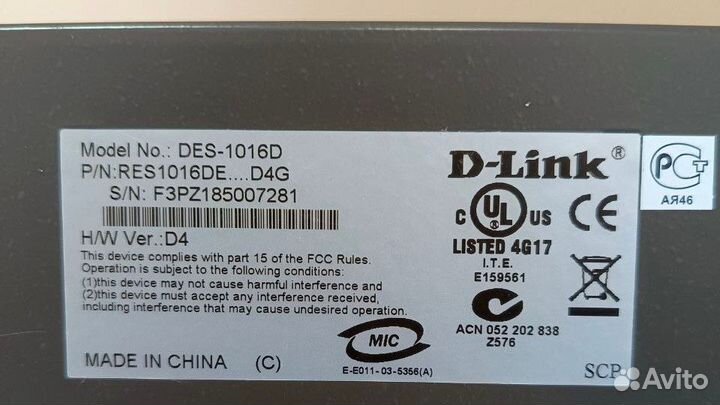 Model No.: DES-1016D
P/N:RES1016DE....D4G
S/N: F3PZ185007281
H/W Ver.:D4
This device complies with part 15 of the FCC Rules.
Operation is subject to the following conditions:
(1)this device may not cause harmful interference and
(2)this device must accept any interference received,
including interference that may cause undesired operation.
MADE IN CHINA (C)
MIC
E-E011-03-5356(A)
D-Link®
C UL US CE
LISTED 4G17
I.T.E.
E159561
ACN 052 202 838
Z576
SCP
РСТ
АЯ46
Avito